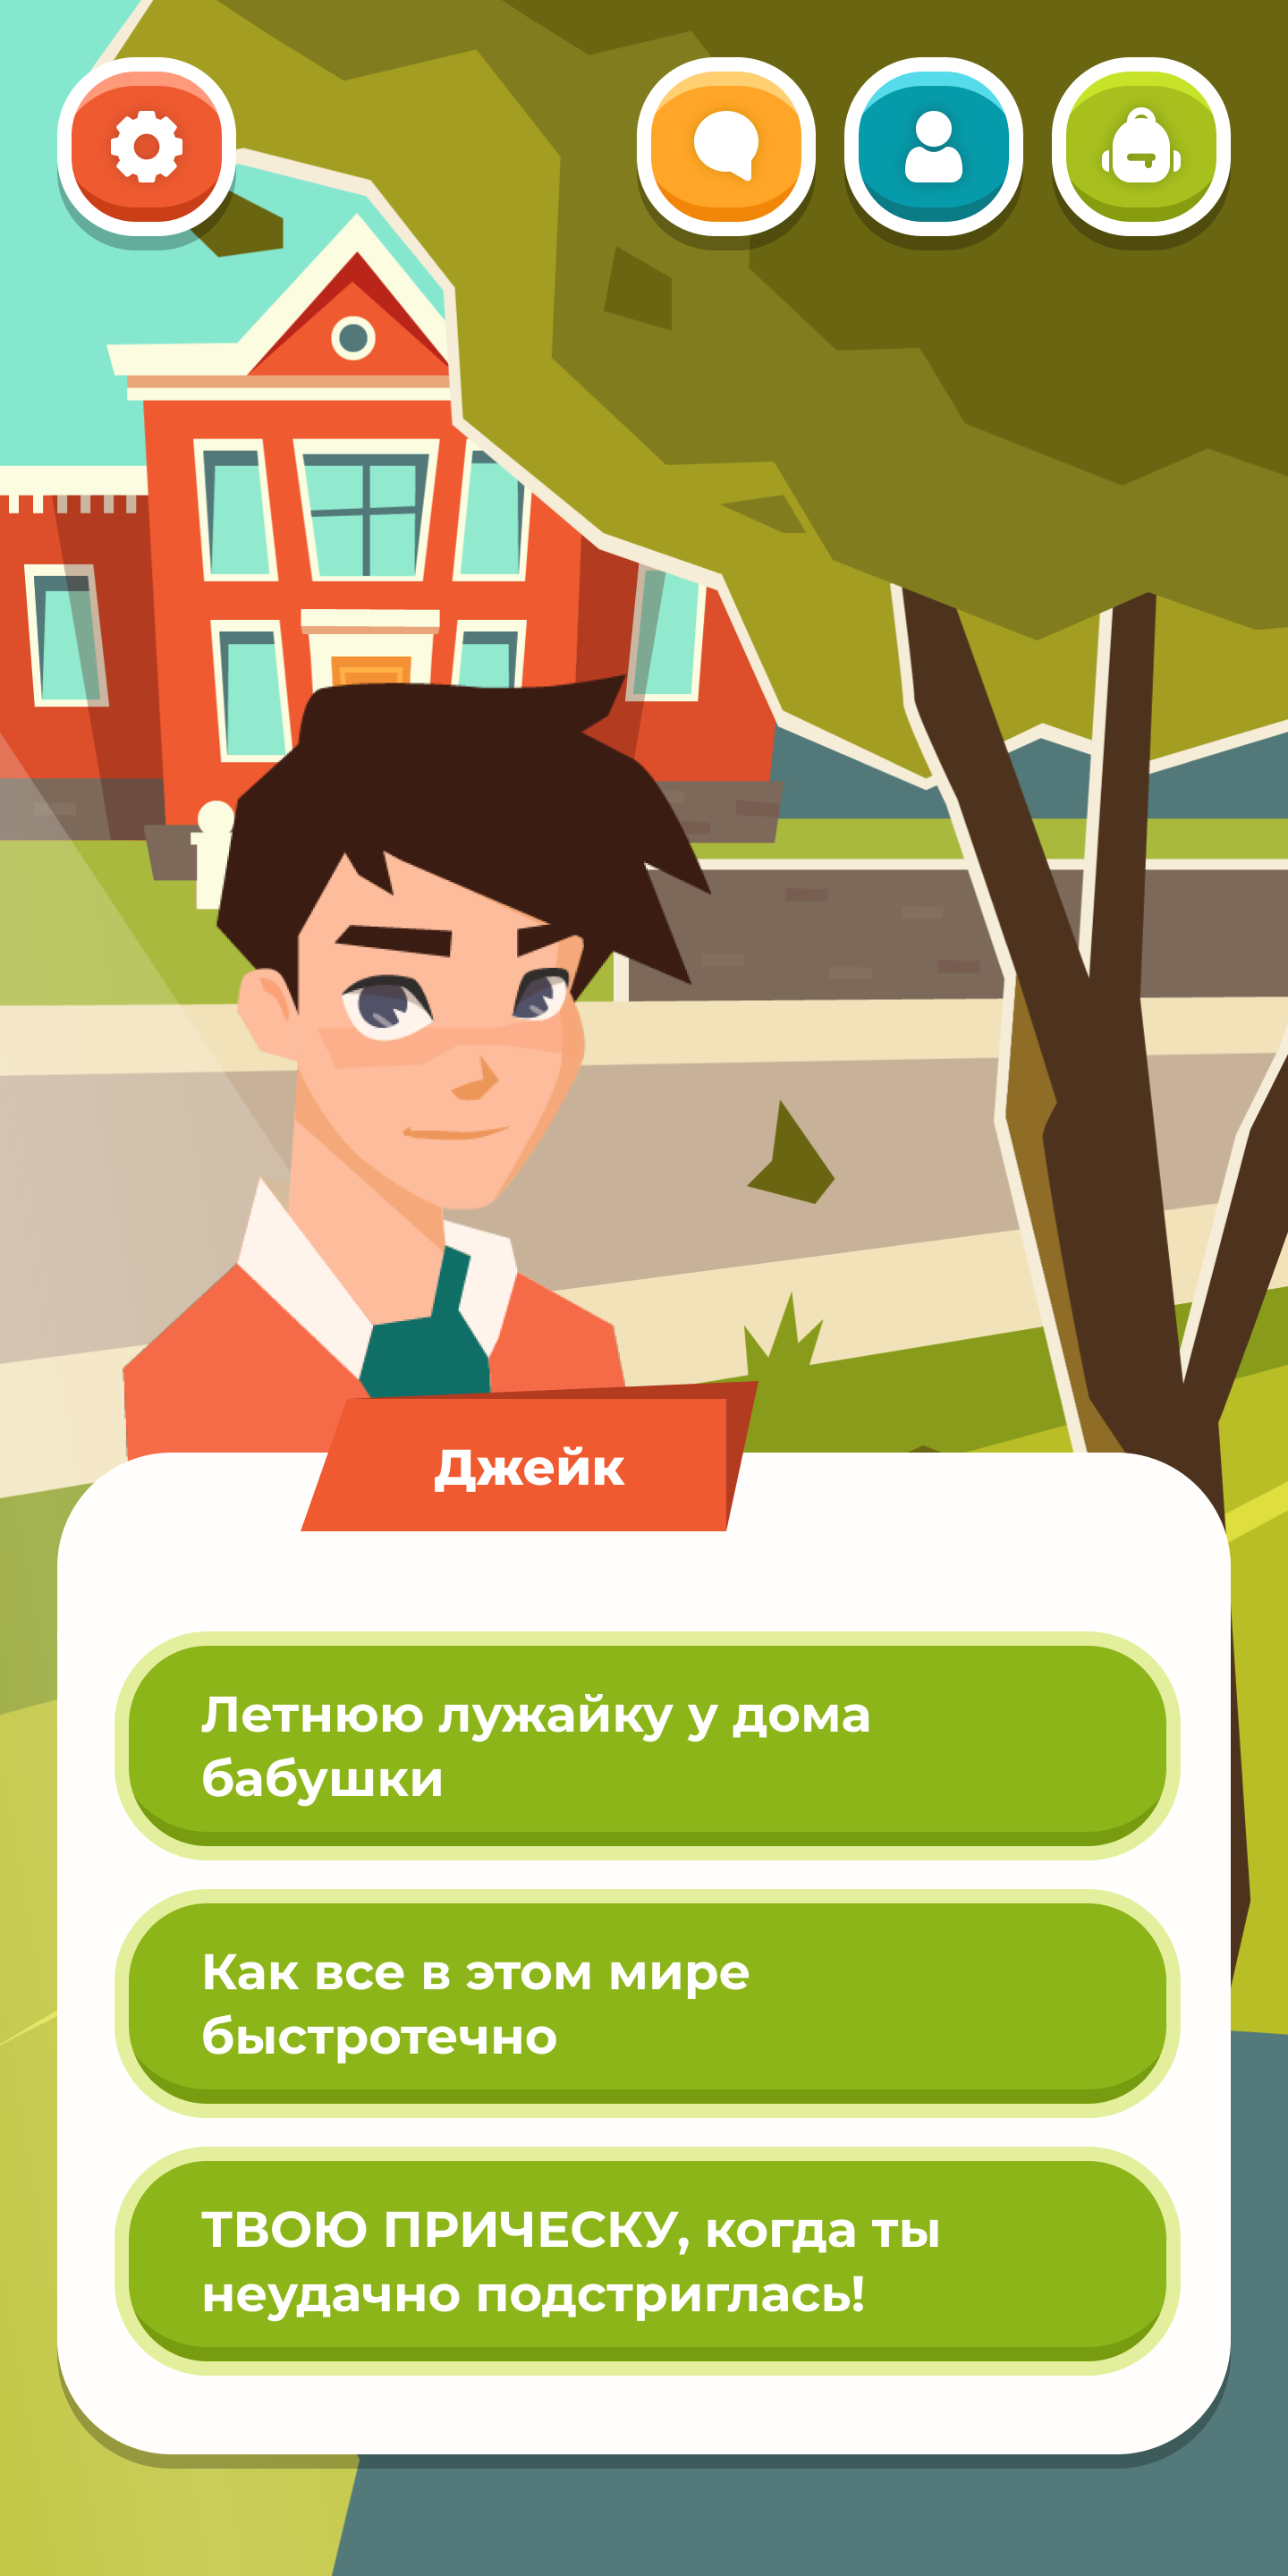 Джейк
Летнюю лужайку у дома
бабушки
Как все в этом мире
быстротечно
ТВОЮ ПРИЧЕСКУ, когда ты
неудачно подстриглась!